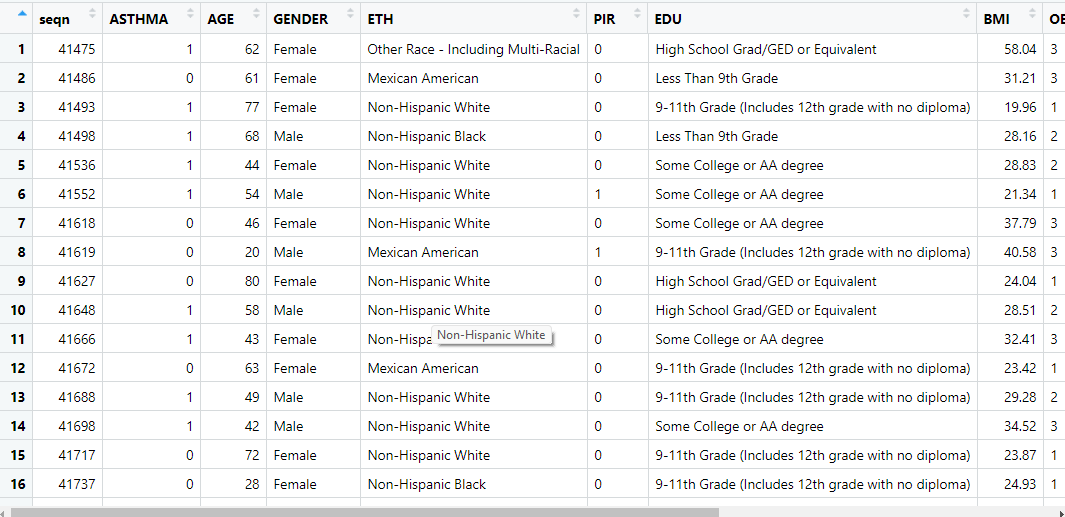 seqn ASTHMA AGE GENDER ETH PIR EDU BMI
1 41475 1 62 Female Other Race - Including Multi-Racial 0 High School Grad/GED or Equivalent 58.04 3
2 41486 0 61 Female Mexican American 0 Less Than 9th Grade 31.21 3
3 41493 1 77 Female Non-Hispanic White 0 9-11th Grade (Includes 12th grade with no diploma) 19.96 1
4 41498 1 68 Male Non-Hispanic Black 0 Less Than 9th Grade 28.16 2
5 41536 1 44 Female Non-Hispanic White 0 Some College or AA degree 28.83 2
6 41552 1 54 Male Non-Hispanic White 1 Some College or AA degree 21.34 1
7 41618 0 46 Female Non-Hispanic White 0 Some College or AA degree 37.79 3
8 41619 0 20 Male Mexican American 1 9-11th Grade (Includes 12th grade with no diploma) 40.58 3
9 41627 0 80 Female Non-Hispanic White 0 High School Grad/GED or Equivalent 24.04 1
10 41648 1 58 Male Non-Hispanic White 0 High School Grad/GED or Equivalent 28.51 2
Non-Hispanic White
11 41666 1 43 Female Non-Hispa 0 Some College or AA degree 32.41 3
12 41672 0 63 Female Mexican American 0 9-11th Grade (Includes 12th grade with no diploma) 23.42 1
13 41688 1 49 Male Non-Hispanic White 0 9-11th Grade (Includes 12th grade with no diploma) 29.28 2
14 41698 1 42 Male Non-Hispanic White 0 Some College or AA degree 34.52 3
15 41717 0 72 Female Non-Hispanic White 0 9-11th Grade (Includes 12th grade with no diploma) 23.87 1
16 41737 0 28 Female Non-Hispanic Black 0 9-11th Grade (Includes 12th grade with no diploma) 24.93 1